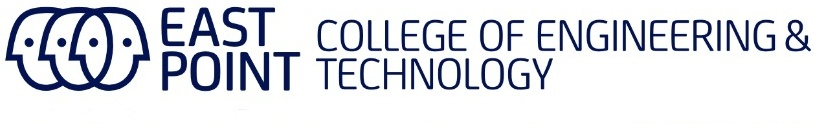 EAST
POINT
COLLEGE OF ENGINEERING &
TECHNOLOGY